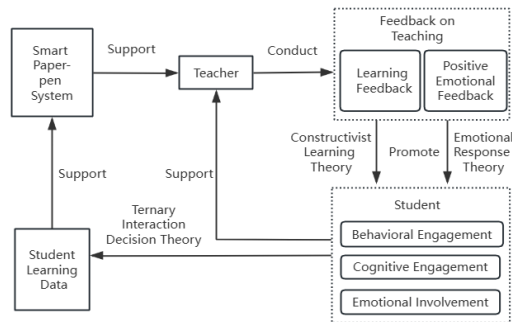 Smart
Paper-
pen
System
Support
Teacher
Conduct
Feedback on
Teaching
Learning
Feedback
Positive
Emotional
Feedback
Constructivist
Learning
Theory
Promote
Emotional
Response
Theory
Support
Support
Ternary
Interaction
Decision Theory
Student
Learning
Data
Student
Behavioral Engagement
Cognitive Engagement
Emotional Involvement